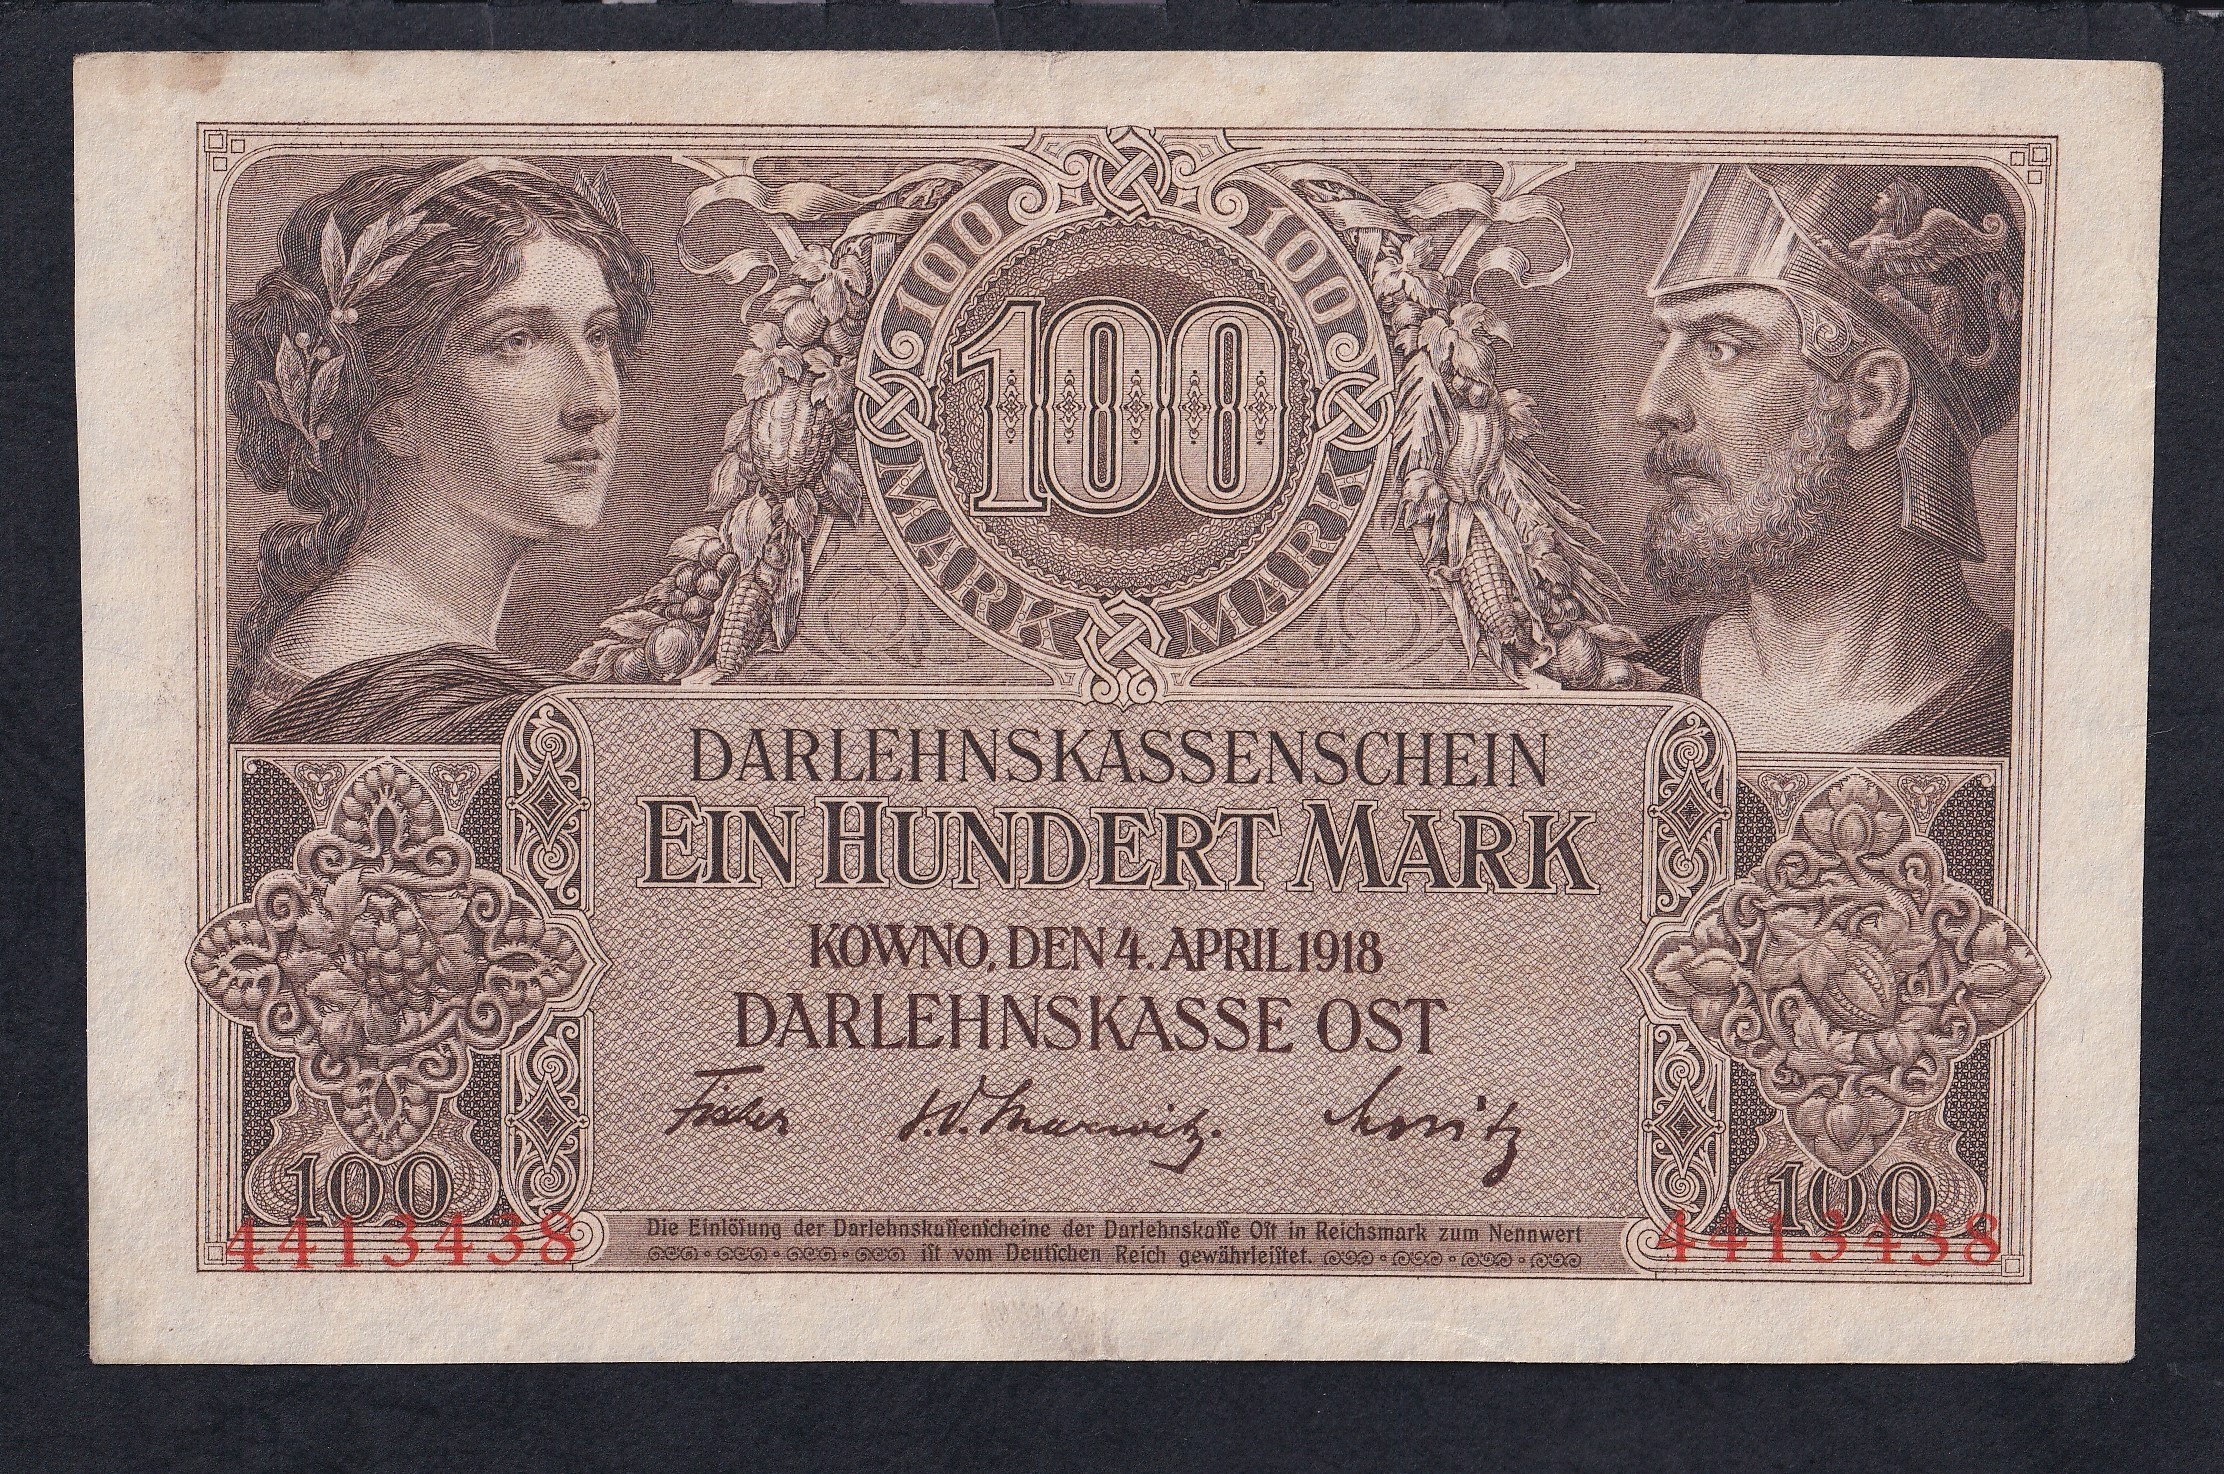 100 100
100
MARK MARK
DARLEHNSKASSENSCHEIN
EIN HUNDERT MARK
KOWNO, DEN 4. APRIL 1918
DARLEHNSKASSE OST
Fischer
100 100
4413438 4413438
Die Einlöſung der Darlehnskaſſenſcheine der Darlehnskaſſe Oſt in Reichsmark zum Nennwert
iſt vom Deutſchen Reich gewährleiſtet.